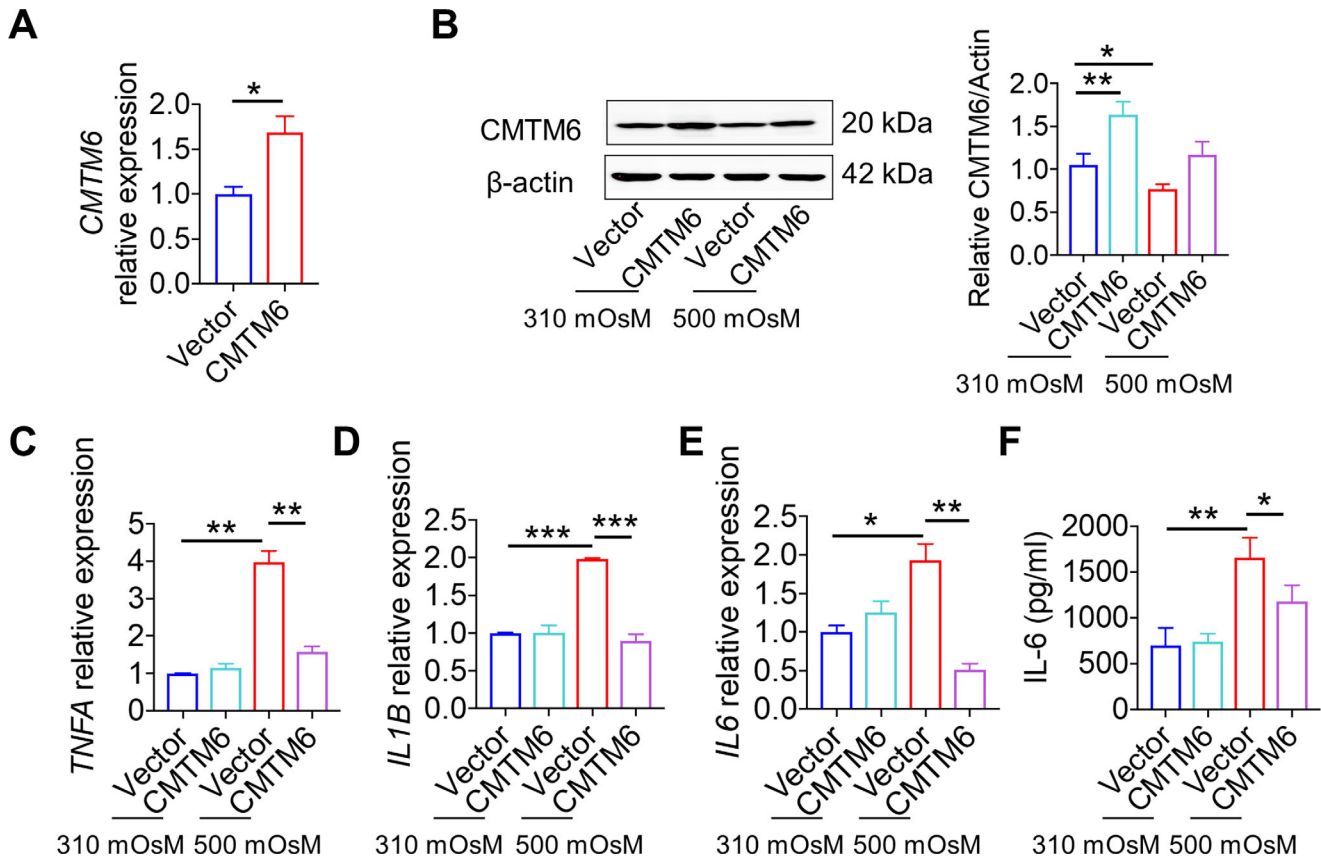 A
CMTM6
relative expression
2.0
1.5
1.0
0.5
0.0
*
Vector
CMTM6
B
CMTM6
20 kDa
β-actin
42 kDa
Vector
CMTM6
Vector
CMTM6
310 mOsM
500 mOsM
Relative CMTM6/Actin
2.0
1.5
1.0
0.5
0.0
*
**
Vector
CMTM6
Vector
CMTM6
310 mOsM
500 mOsM
C
TNFA relative expression
5
4
3
2
1
0
**
**
Vector
CMTM6
Vector
CMTM6
310 mOsM
500 mOsM
D
IL1B relative expression
2.5
2.0
1.5
1.0
0.5
0.0
***
***
Vector
CMTM6
Vector
CMTM6
310 mOsM
500 mOsM
E
IL6 relative expression
2.5
2.0
1.5
1.0
0.5
0.0
*
**
Vector
CMTM6
Vector
CMTM6
310 mOsM
500 mOsM
F
IL-6 (pg/ml)
2000
1500
1000
500
0
**
*
Vector
CMTM6
Vector
CMTM6
310 mOsM
500 mOsM